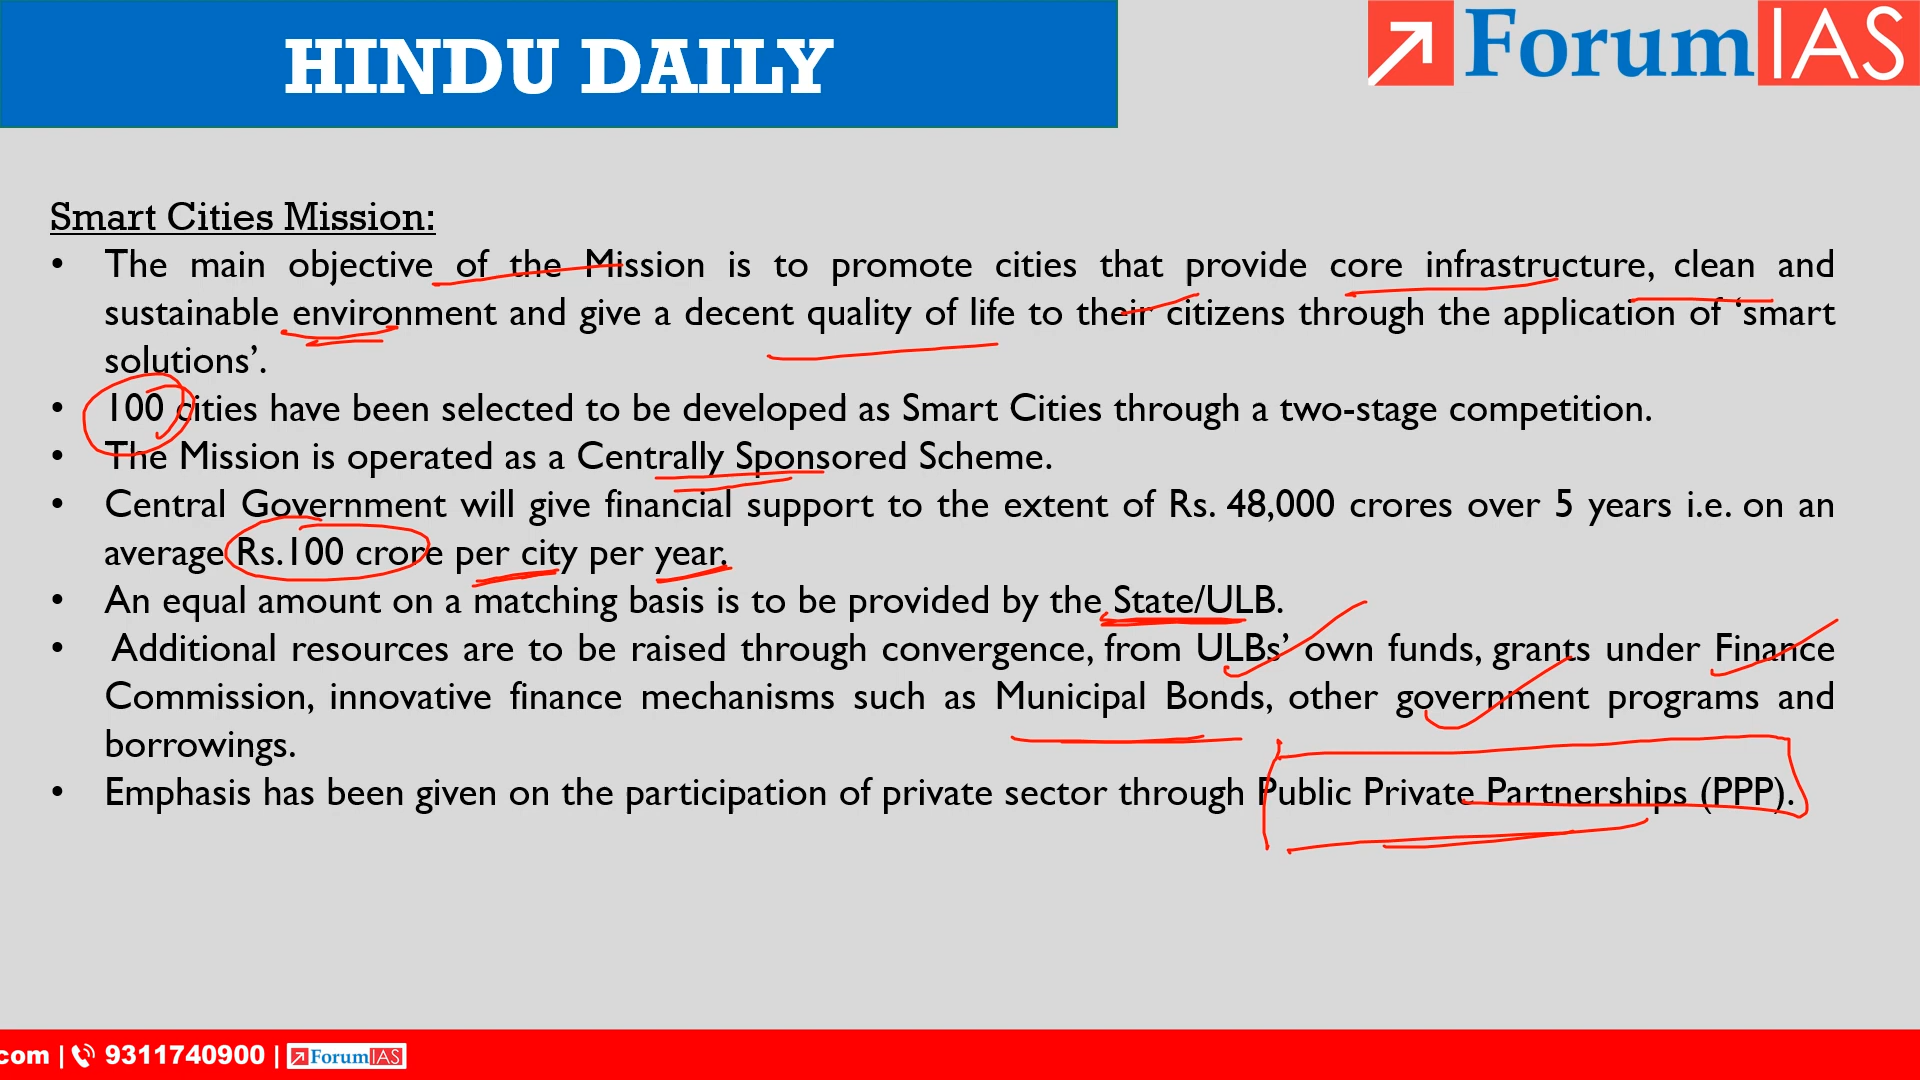 HINDU DAILY
Forum IAS
Smart Cities Mission:
• The main objective of the Mission is to promote cities that provide core infrastructure, clean and
sustainable environment and give a decent quality of life to their citizens through the application of ‘smart
solutions’.
• 100 cities have been selected to be developed as Smart Cities through a two-stage competition.
• The Mission is operated as a Centrally Sponsored Scheme.
• Central Government will give financial support to the extent of Rs. 48,000 crores over 5 years i.e. on an
average Rs.100 crore per city per year.
• An equal amount on a matching basis is to be provided by the State/ULB.
• Additional resources are to be raised through convergence, from ULBs’ own funds, grants under Finance
Commission, innovative finance mechanisms such as Municipal Bonds, other government programs and
borrowings.
• Emphasis has been given on the participation of private sector through Public Private Partnerships (PPP).
com | 9311740900 | ForumIAS